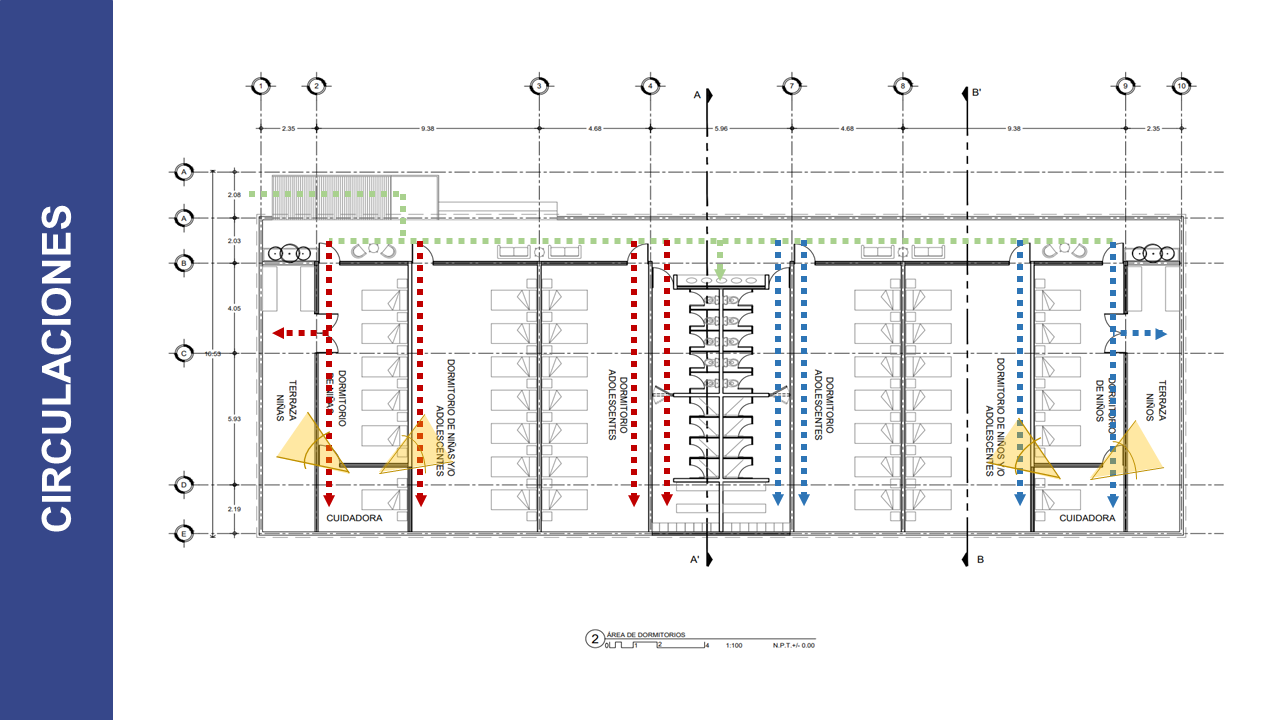 CIRCULACIONES
1
2
3
4
7
8
9
10
A
B'
2.35
9.38
4.68
5.96
4.68
9.38
2.35
A
2.08
A
2.03
B
4.05
C
16.53
5.93
D
2.19
E
TERRAZA
NIÑAS
DORMITORIO
DORMITORIO DE NIÑAS Y/O
ADOLESCENTES
DORMITORIO
ADOLESCENTES
DORMITORIO
ADOLESCENTES
DORMITORIO DE NIÑOS Y/O
ADOLESCENTES
DORMITORIO
DE NIÑOS
TERRAZA
NIÑOS
CUIDADORA
CUIDADORA
A'
B
2
ÁREA DE DORMITORIOS
0
1
2
4
1:100
N.P.T.+/- 0.00